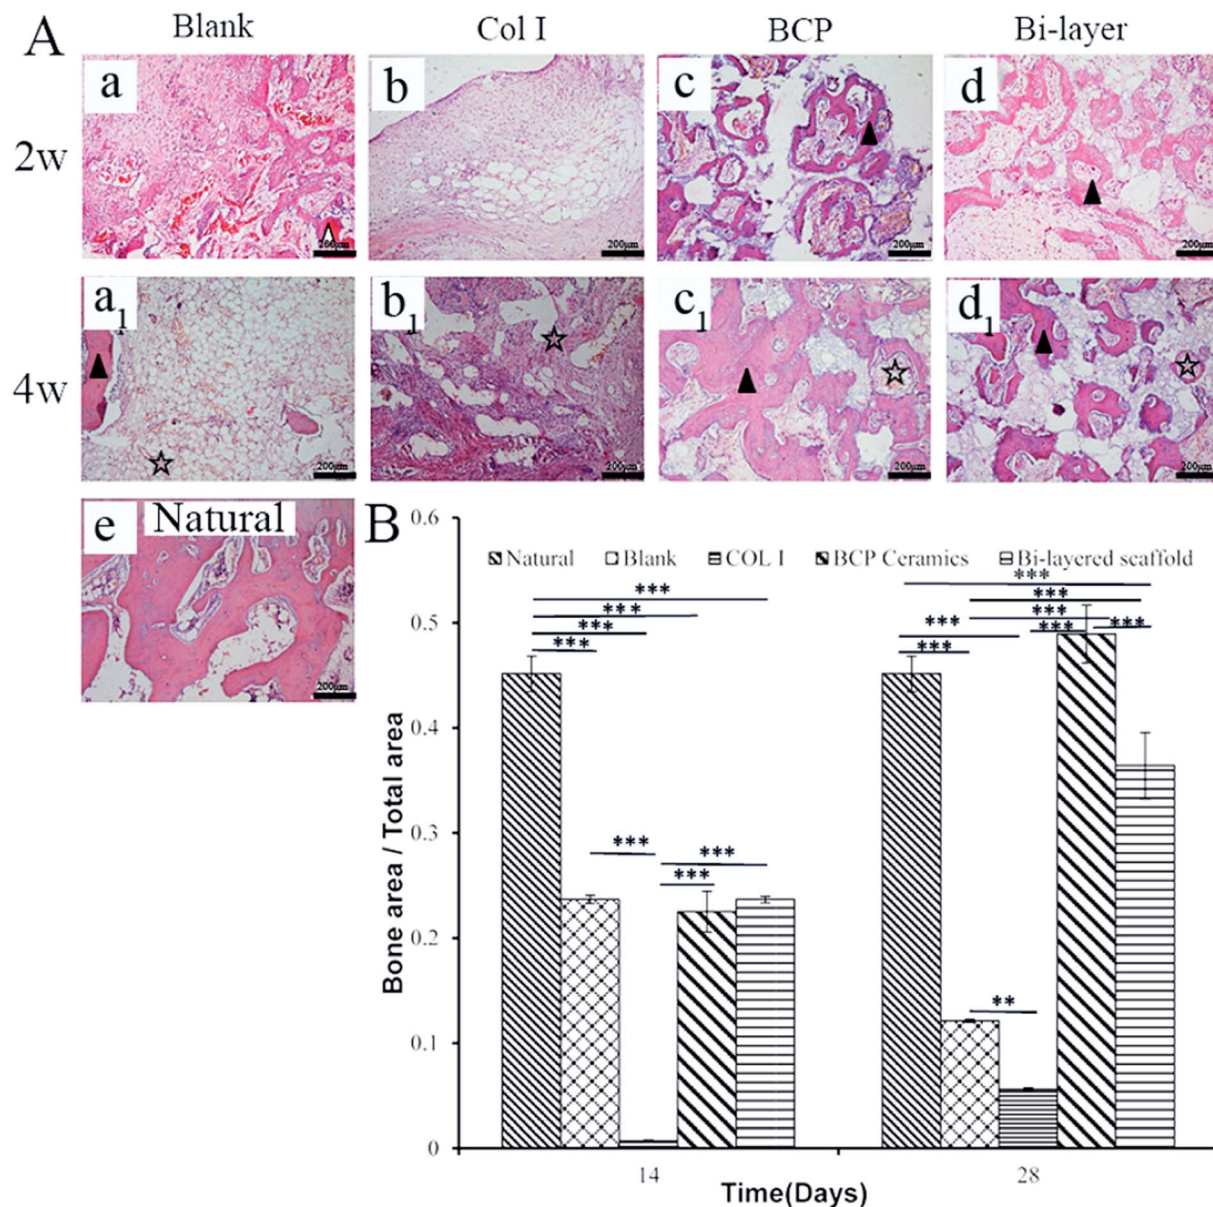 A
Blank
Col I
BCP
Bi-layer
2w
a
b
c
d
200μm
200μm
200μm
200μm
4w
a1
b1
c1
d1
200μm
200μm
200μm
200μm
e
Natural
200μm
B
0.6
0.5
0.4
0.3
0.2
0.1
0
Bone area / Total area
Natural
Blank
COL I
BCP Ceramics
Bi-layered scaffold
***
***
***
***
***
***
***
***
***
***
***
***
***
***
**
14
28
Time(Days)